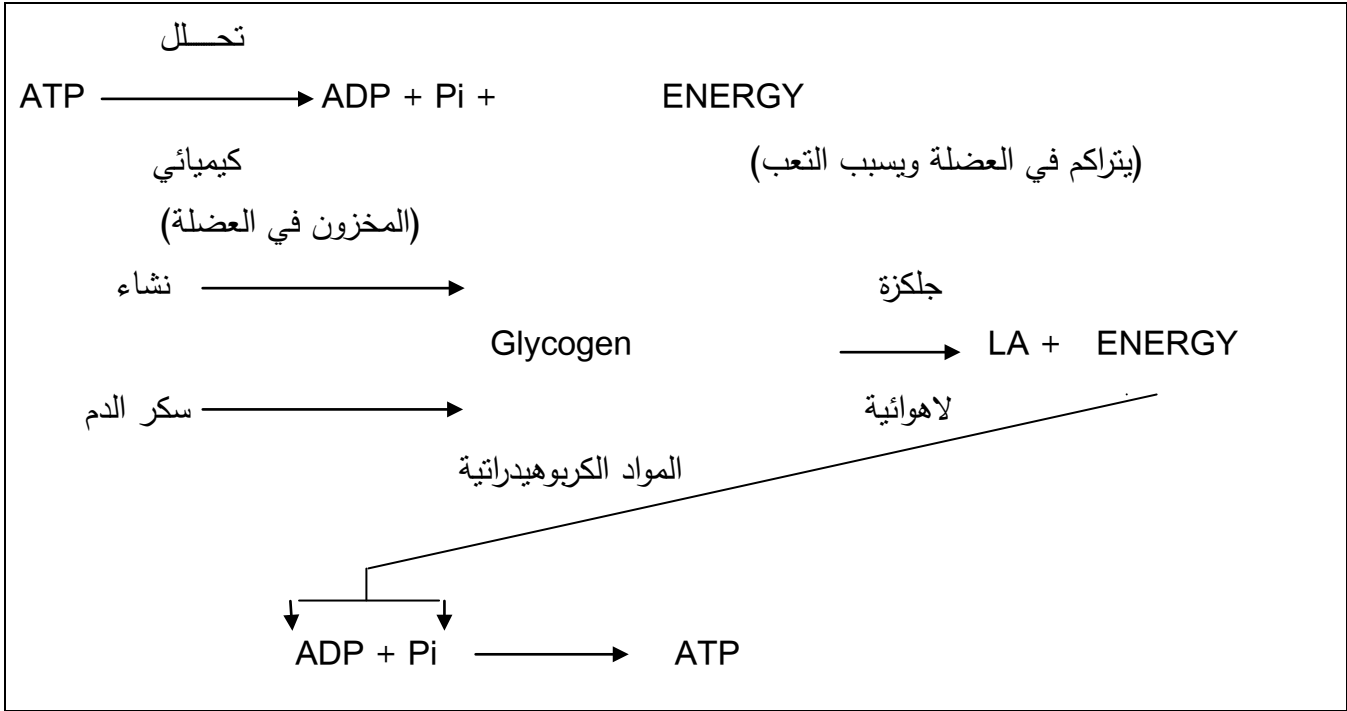 تحـــلل
ATP ADP + Pi + ENERGY
كيميائي (يتراكم في العضلة ويسبب التعب)
(المخزون في العضلة)
نشاء جلكزة
Glycogen LA + ENERGY
سكر الدم لاهوائية
المواد الكربوهيدراتية
ADP + Pi ATP